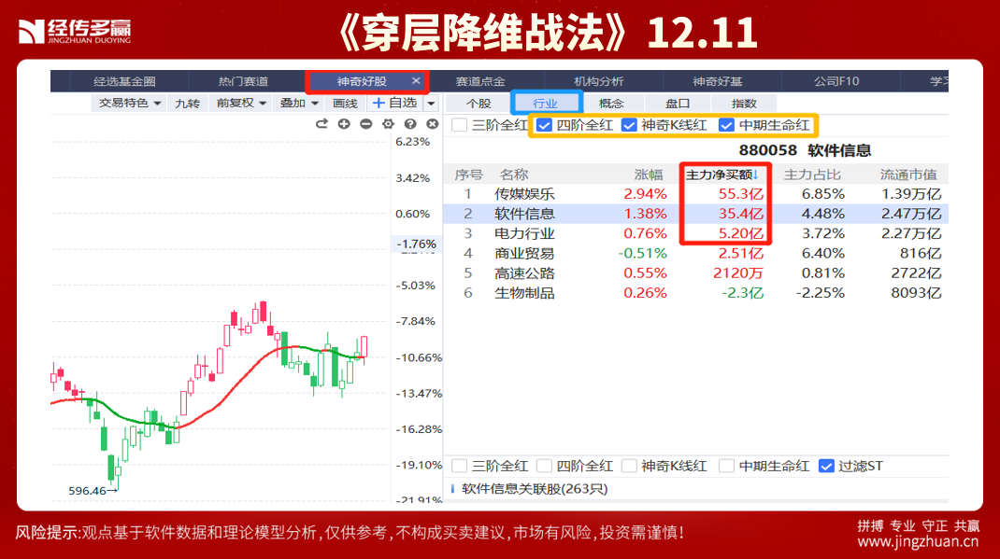 经传多赢
JINGZHUAN DUOYING
《穿层降维战法》12.11
经选基金圈 热门赛道 神奇好股 × 赛道点金 机构分析 神奇好基 公司F10 学习
交易特色 九转 前复权 叠加 画线 + 自选 个股 行业 概念 盘口 指数
三阶全红 四阶全红 神奇K线红 中期生命红
880058 软件信息
序号 名称 涨幅 主力净买额↓ 主力占比 流通市值
1 传媒娱乐 2.94% 55.3亿 6.85% 1.39万亿
2 软件信息 1.38% 35.4亿 4.48% 2.47万亿
3 电力行业 0.76% 5.20亿 3.72% 2.27万亿
4 商业贸易 -0.51% 2.51亿 6.40% 816亿
5 高速公路 0.55% 2120万 0.81% 2722亿
6 生物制品 0.26% -2.3亿 -2.25% 8093亿
6.23%
3.42%
0.60%
-1.76%
-5.03%
-7.84%
-10.66%
-13.47%
-16.28%
-19.10%
-21.91%
596.46→
三阶全红 四阶全红 神奇K线红 中期生命红 过滤ST
软件信息关联股(263只)
风险提示:观点基于软件数据和理论模型分析,仅供参考,不构成买卖建议,市场有风险,投资需谨慎!
拼搏 专业 守正 共赢
www.jingzhuan.cn